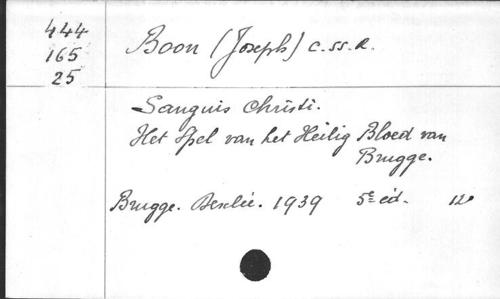 444
165
25
Boon (Joseph) c.ss.R.
Sanguis Christi.
Het Spel van het Heilig Bloed van
Brugge.
Brugge. Beselie. 1939 5e éd. 12°